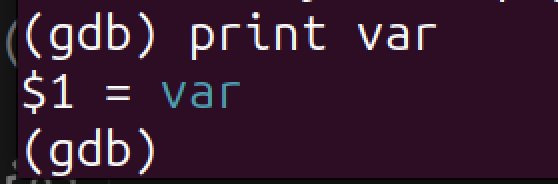 (gdb) print var
$1 = var
(gdb)